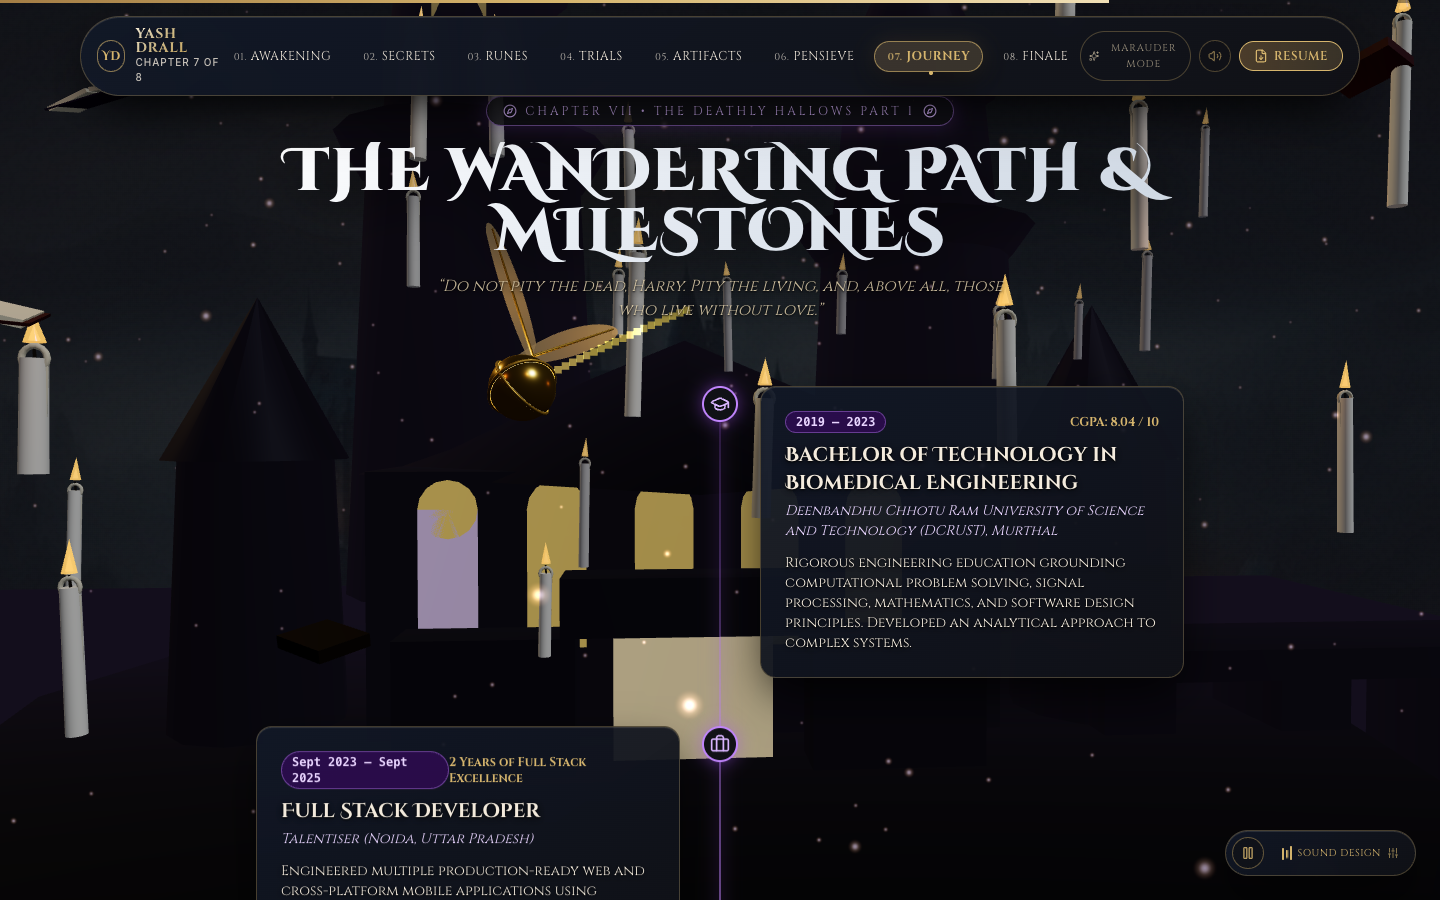 YD
YASH
DRALL
CHAPTER 7 OF
8
01. AWAKENING
02. SECRETS
03. RUNES
04. TRIALS
05. ARTIFACTS
06. PENSIEVE
07. JOURNEY
08. FINALE
MARAUDER
MODE
RESUME
CHAPTER VII • THE DEATHLY HALLOWS PART 1
THE WANDERING PATH &
MILESTONES
“Do not pity the dead, Harry. Pity the living, and, above all, those
who live without love.”
2019 — 2023
CGPA: 8.04 / 10
Bachelor of Technology in
Biomedical Engineering
Deenbandhu Chhotu Ram University of Science
and Technology (DCRUST), Murthal
Rigorous engineering education grounding
computational problem solving, signal
processing, mathematics, and software design
principles. Developed an analytical approach to
complex systems.
Sept 2023 — Sept
2025
2 Years of Full Stack
Excellence
Full Stack Developer
Talentiser (Noida, Uttar Pradesh)
Engineered multiple production-ready web and
cross-platform mobile applications using
SOUND DESIGN